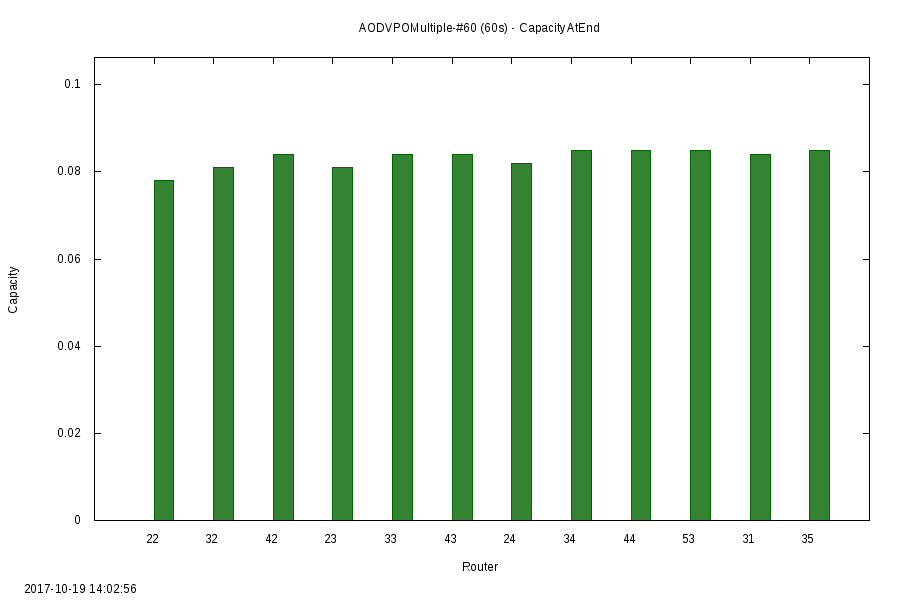 AODVPOMultiple-#60 (60s) - CapacityAtEnd
0.1
0.08
0.06
0.04
0.02
0
Capacity
22 32 42 23 33 43 24 34 44 53 31 35
Router
2017-10-19 14:02:56